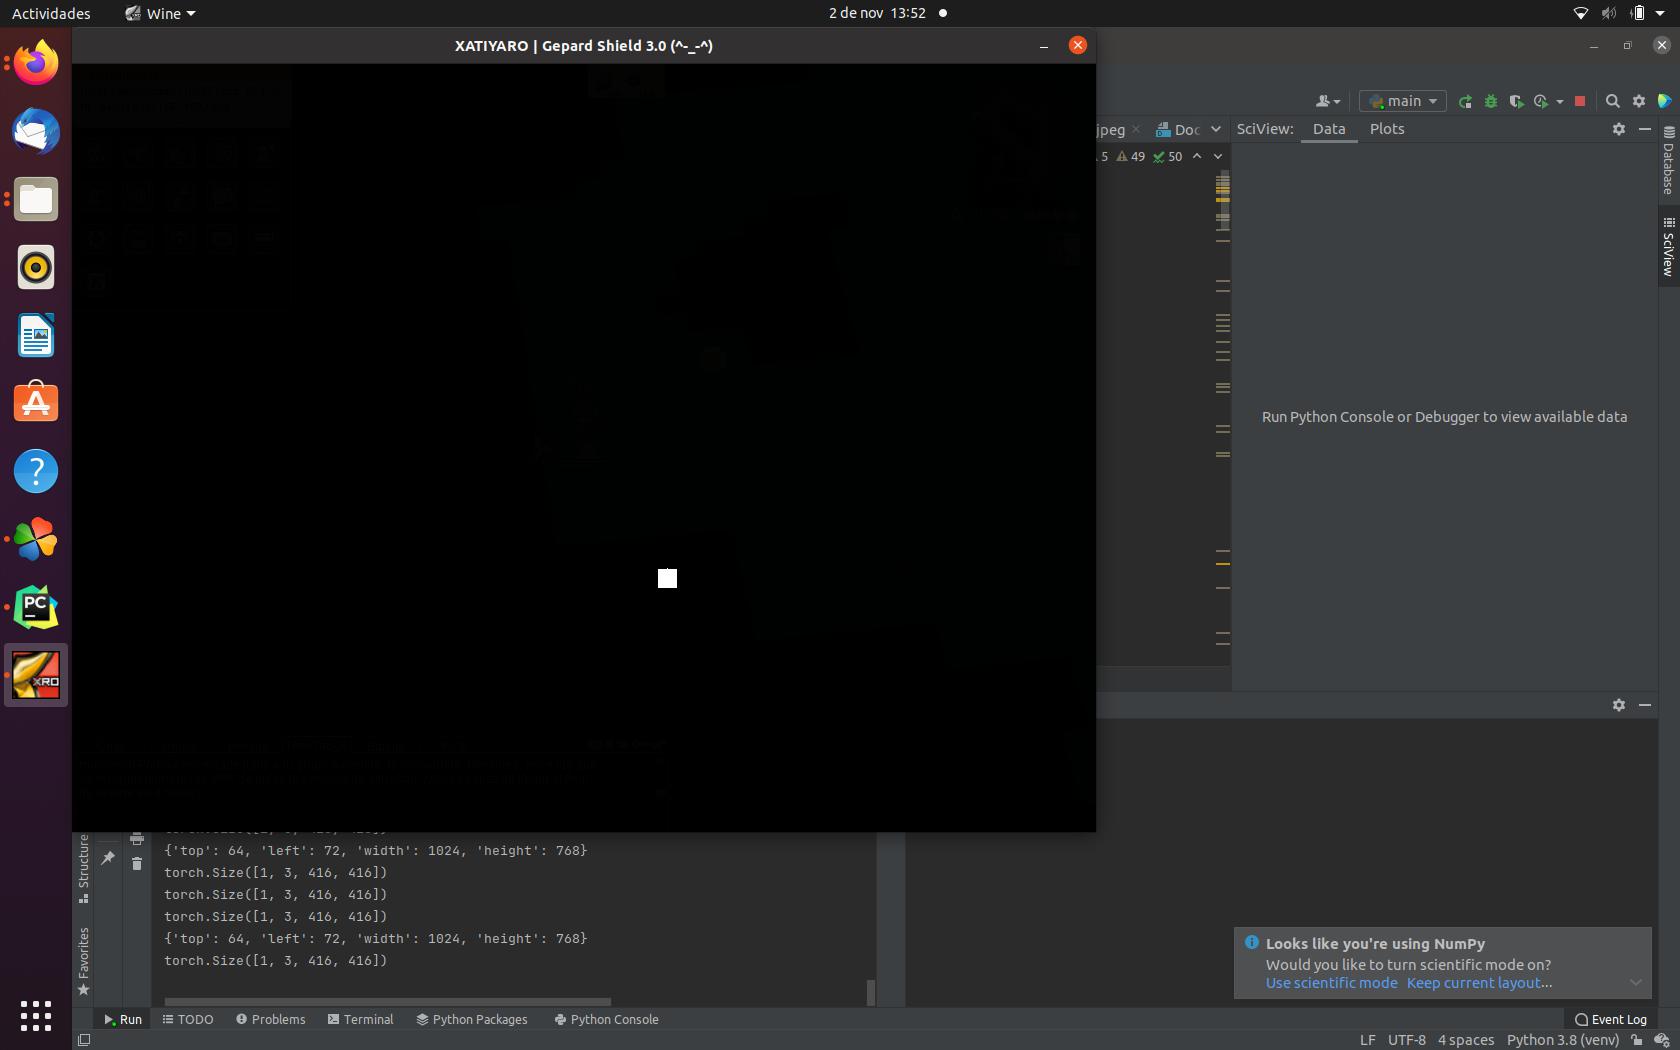 Actividades
Wine
2 de nov 13:52
XATIYARO | Gepard Shield 3.0 (^-_-^)
main
jpeg
Doc
SciView:
Data
Plots
5
49
50
Database
SciView
Run Python Console or Debugger to view available data
PC
XRO
Structure
Favorites
{'top': 64, 'left': 72, 'width': 1024, 'height': 768}
torch.Size([1, 3, 416, 416])
torch.Size([1, 3, 416, 416])
torch.Size([1, 3, 416, 416])
{'top': 64, 'left': 72, 'width': 1024, 'height': 768}
torch.Size([1, 3, 416, 416])
Looks like you're using NumPy
Would you like to turn scientific mode on?
Use scientific mode Keep current layout...
Run
TODO
Problems
Terminal
Python Packages
Python Console
Event Log
LF UTF-8 4 spaces Python 3.8 (venv)